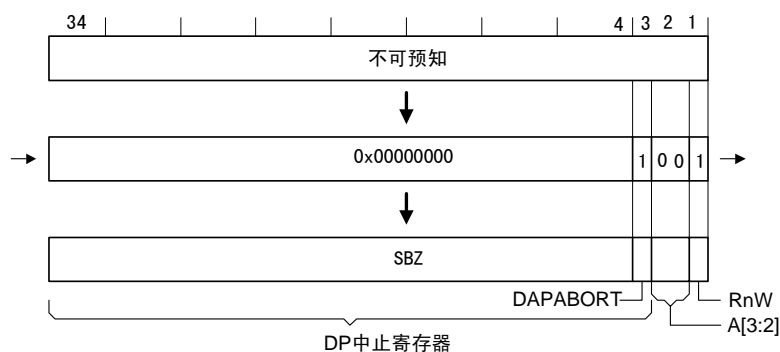 34 4 3 2 1
不可预知
0x00000000 1 0 0 1
SBZ
DAPABORT RnW
A[3:2]
DP中止寄存器